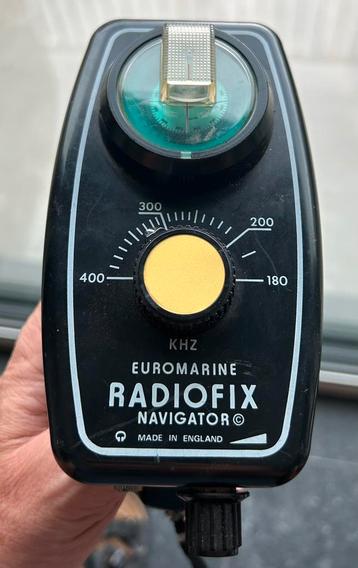 300
200
400
180
KHZ
EUROMARINE
RADIOFIX
NAVIGATOR ©
MADE IN ENGLAND